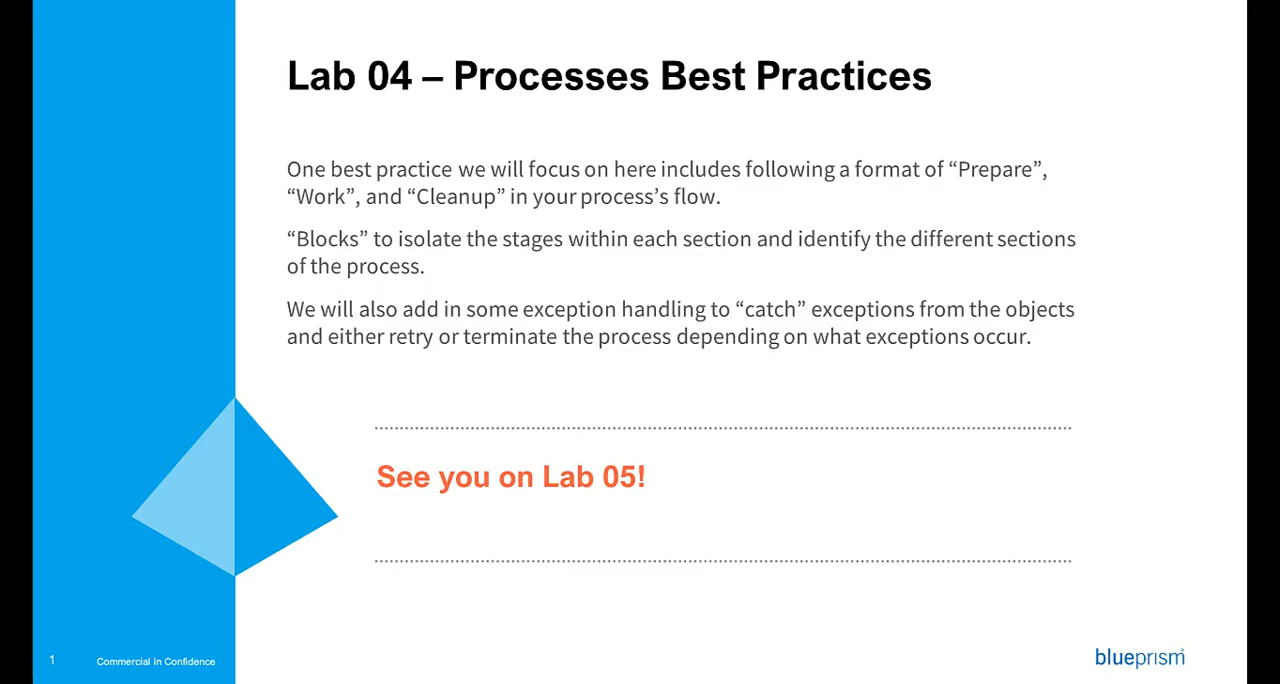 Lab 04 – Processes Best Practices
One best practice we will focus on here includes following a format of “Prepare”,
“Work”, and “Cleanup” in your process’s flow.
“Blocks” to isolate the stages within each section and identify the different sections
of the process.
We will also add in some exception handling to “catch” exceptions from the objects
and either retry or terminate the process depending on what exceptions occur.
See you on Lab 05!
1 Commercial in Confidence
blueprism